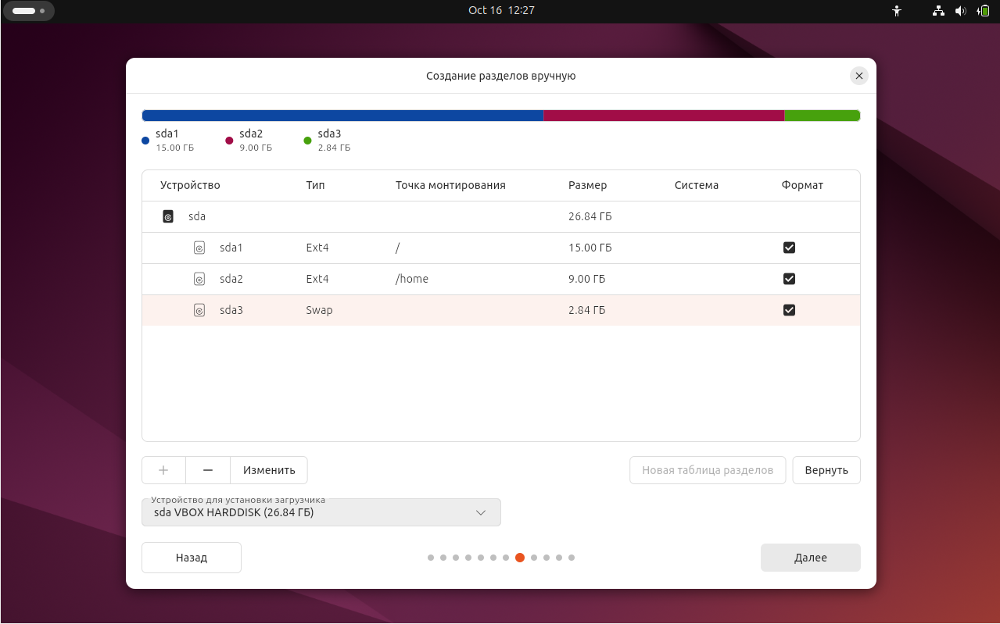 Oct 16 12:27
Создание разделов вручную
sda1 sda2 sda3
15.00 ГБ 9.00 ГБ 2.84 ГБ
Устройство Тип Точка монтирования Размер Система Формат
sda 26.84 ГБ
sda1 Ext4 / 15.00 ГБ
sda2 Ext4 /home 9.00 ГБ
sda3 Swap 2.84 ГБ
+ − Изменить Новая таблица разделов Вернуть
Устройство для установки загрузчика
sda VBOX HARDDISK (26.84 ГБ)
Назад Далее